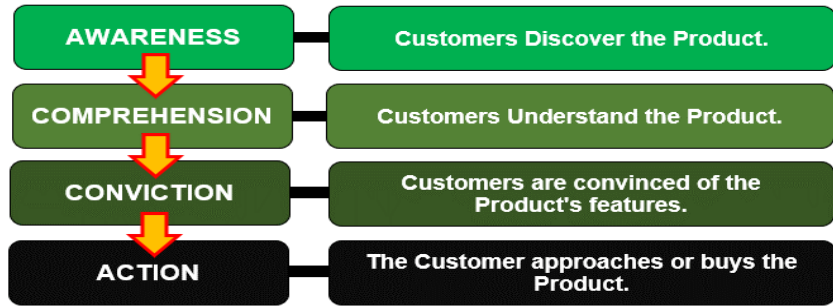 AWARENESS
Customers Discover the Product.
COMPREHENSION
Customers Understand the Product.
CONVICTION
Customers are convinced of the
Product's features.
ACTION
The Customer approaches or buys the
Product.